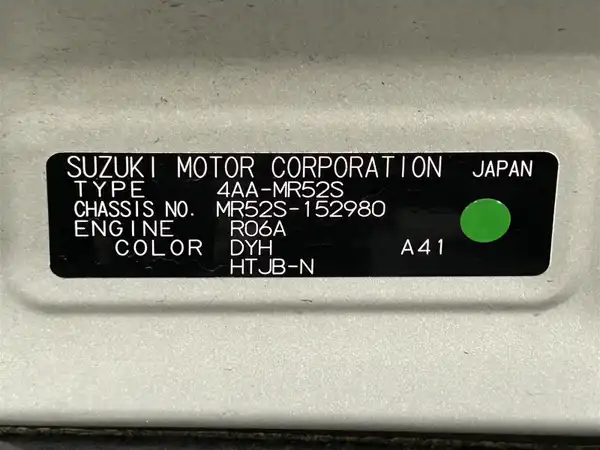 SUZUKI MOTOR CORPORATION JAPAN
TYPE 4AA-MR52S
CHASSIS NO. MR52S-152980
ENGINE R06A
COLOR DYH A41
HTJB-N